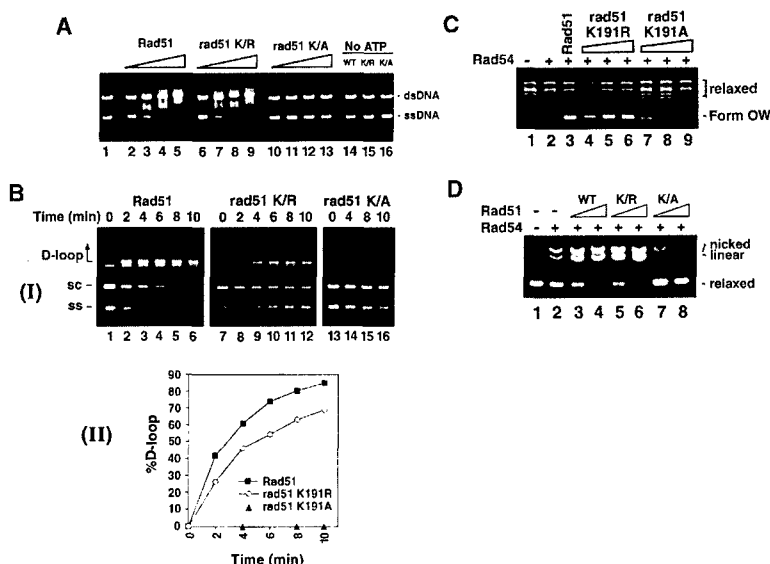 A
Rad51
rad51 K/R
rad51 K/A
No ATP
WT K/R K/A
- dsDNA
- ssDNA
1 2 3 4 5 6 7 8 9 10 11 12 13 14 15 16
B
Rad51
rad51 K/R
rad51 K/A
Time (min) 0 2 4 6 8 10 0 2 4 6 8 10 0 4 8 10
D-loop
(I)
sc –
ss –
1 2 3 4 5 6 7 8 9 10 11 12 13 14 15 16
(II)
%D-loop
90
80
70
60
50
40
30
20
10
0
Rad51
rad51 K191R
rad51 K191A
0 2 4 6 8 10
Time (min)
C
Rad51
rad51 K191R
rad51 K191A
Rad54 - + + + + + + + +
relaxed
- Form OW
1 2 3 4 5 6 7 8 9
D
WT K/R K/A
Rad51 - -
Rad54 - + + + + + + +
nicked
linear
- relaxed
1 2 3 4 5 6 7 8